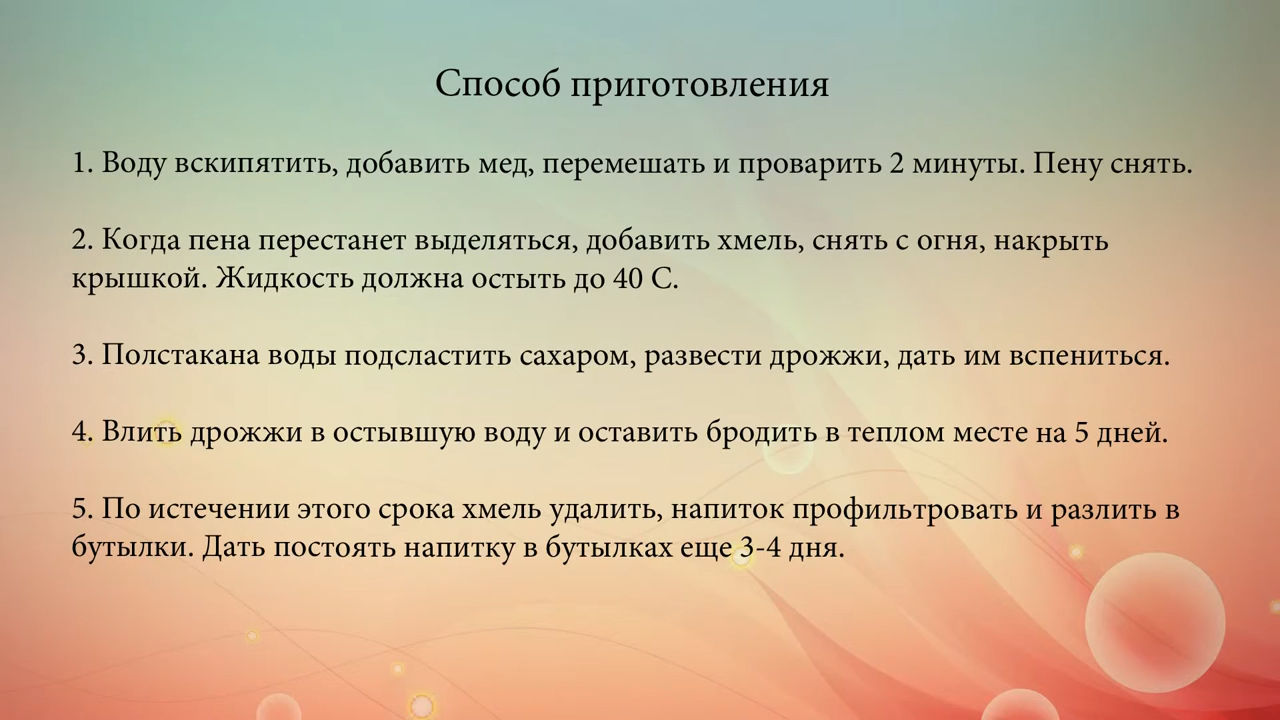 Способ приготовления
1. Воду вскипятить, добавить мед, перемешать и проварить 2 минуты. Пену снять.
2. Когда пена перестанет выделяться, добавить хмель, снять с огня, накрыть
крышкой. Жидкость должна остыть до 40 С.
3. Полстакана воды подсластить сахаром, развести дрожжи, дать им вспениться.
4. Влить дрожжи в остывшую воду и оставить бродить в теплом месте на 5 дней.
5. По истечении этого срока хмель удалить, напиток профильтровать и разлить в
бутылки. Дать постоять напитку в бутылках еще 3-4 дня.